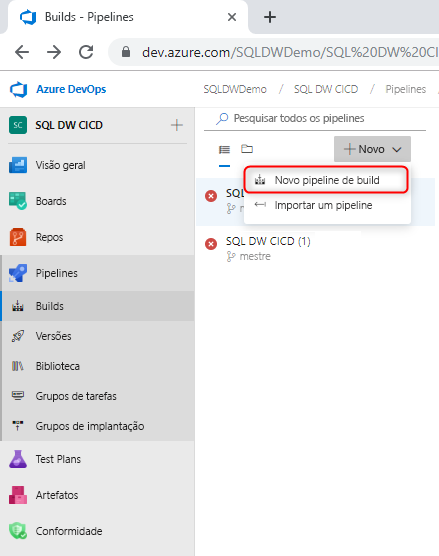 Builds - Pipelines
dev.azure.com/SQLDWDemo/SQL%20DW%20CI
Azure DevOps
SQLDWDemo / SQL DW CICD / Pipelines
SC SQL DW CICD +
Pesquisar todos os pipelines
Visão geral
+ Novo
Novo pipeline de build
Boards
SQ
Importar um pipeline
m
Repos
SQL DW CICD (1)
mestre
Pipelines
Builds
Versões
Biblioteca
Grupos de tarefas
Grupos de implantação
Test Plans
Artefatos
Conformidade